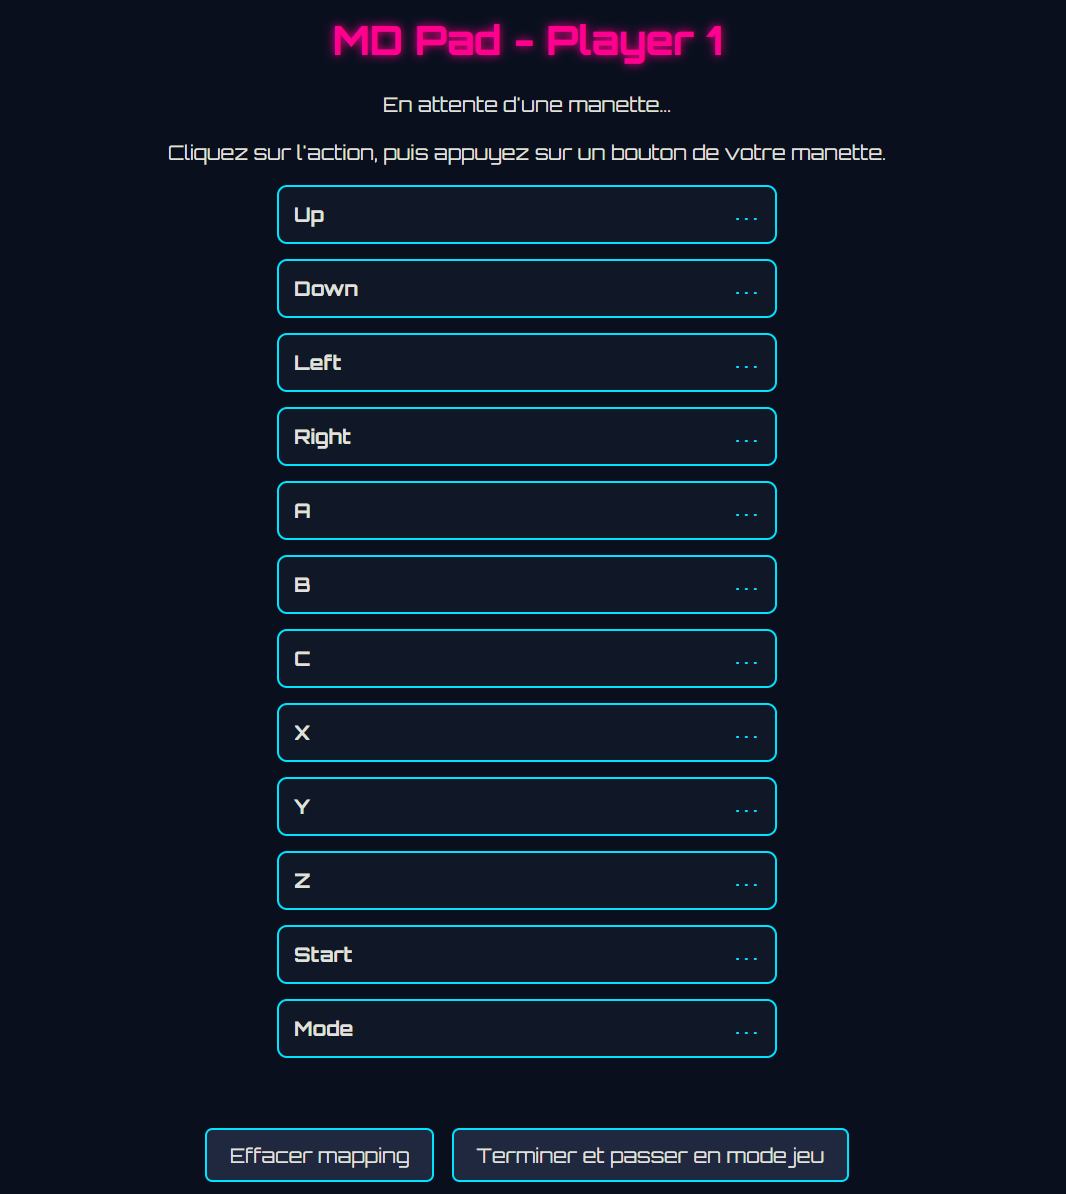 MD Pad - Player 1
En attente d'une manette...
Cliquez sur l'action, puis appuyez sur un bouton de votre manette.
Up ...
Down ...
Left ...
Right ...
A ...
B ...
C ...
X ...
Y ...
Z ...
Start ...
Mode ...
Effacer mapping Terminer et passer en mode jeu